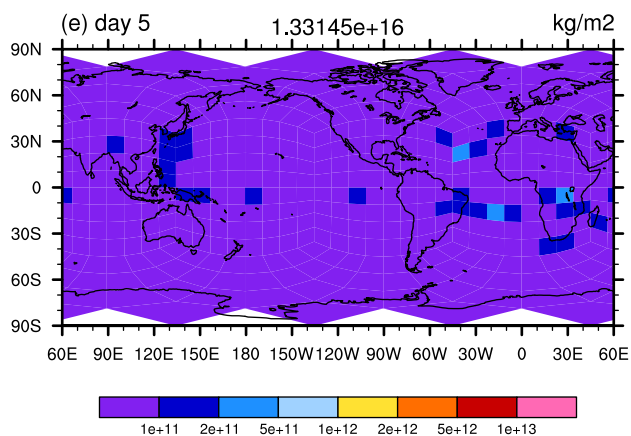 (e) day 5 1.33145e+16 kg/m2
90N
60N
30N
0
30S
60S
90S
60E 90E 120E 150E 180 150W 120W 90W 60W 30W 0 30E 60E
1e+11 2e+11 5e+11 1e+12 2e+12 5e+12 1e+13